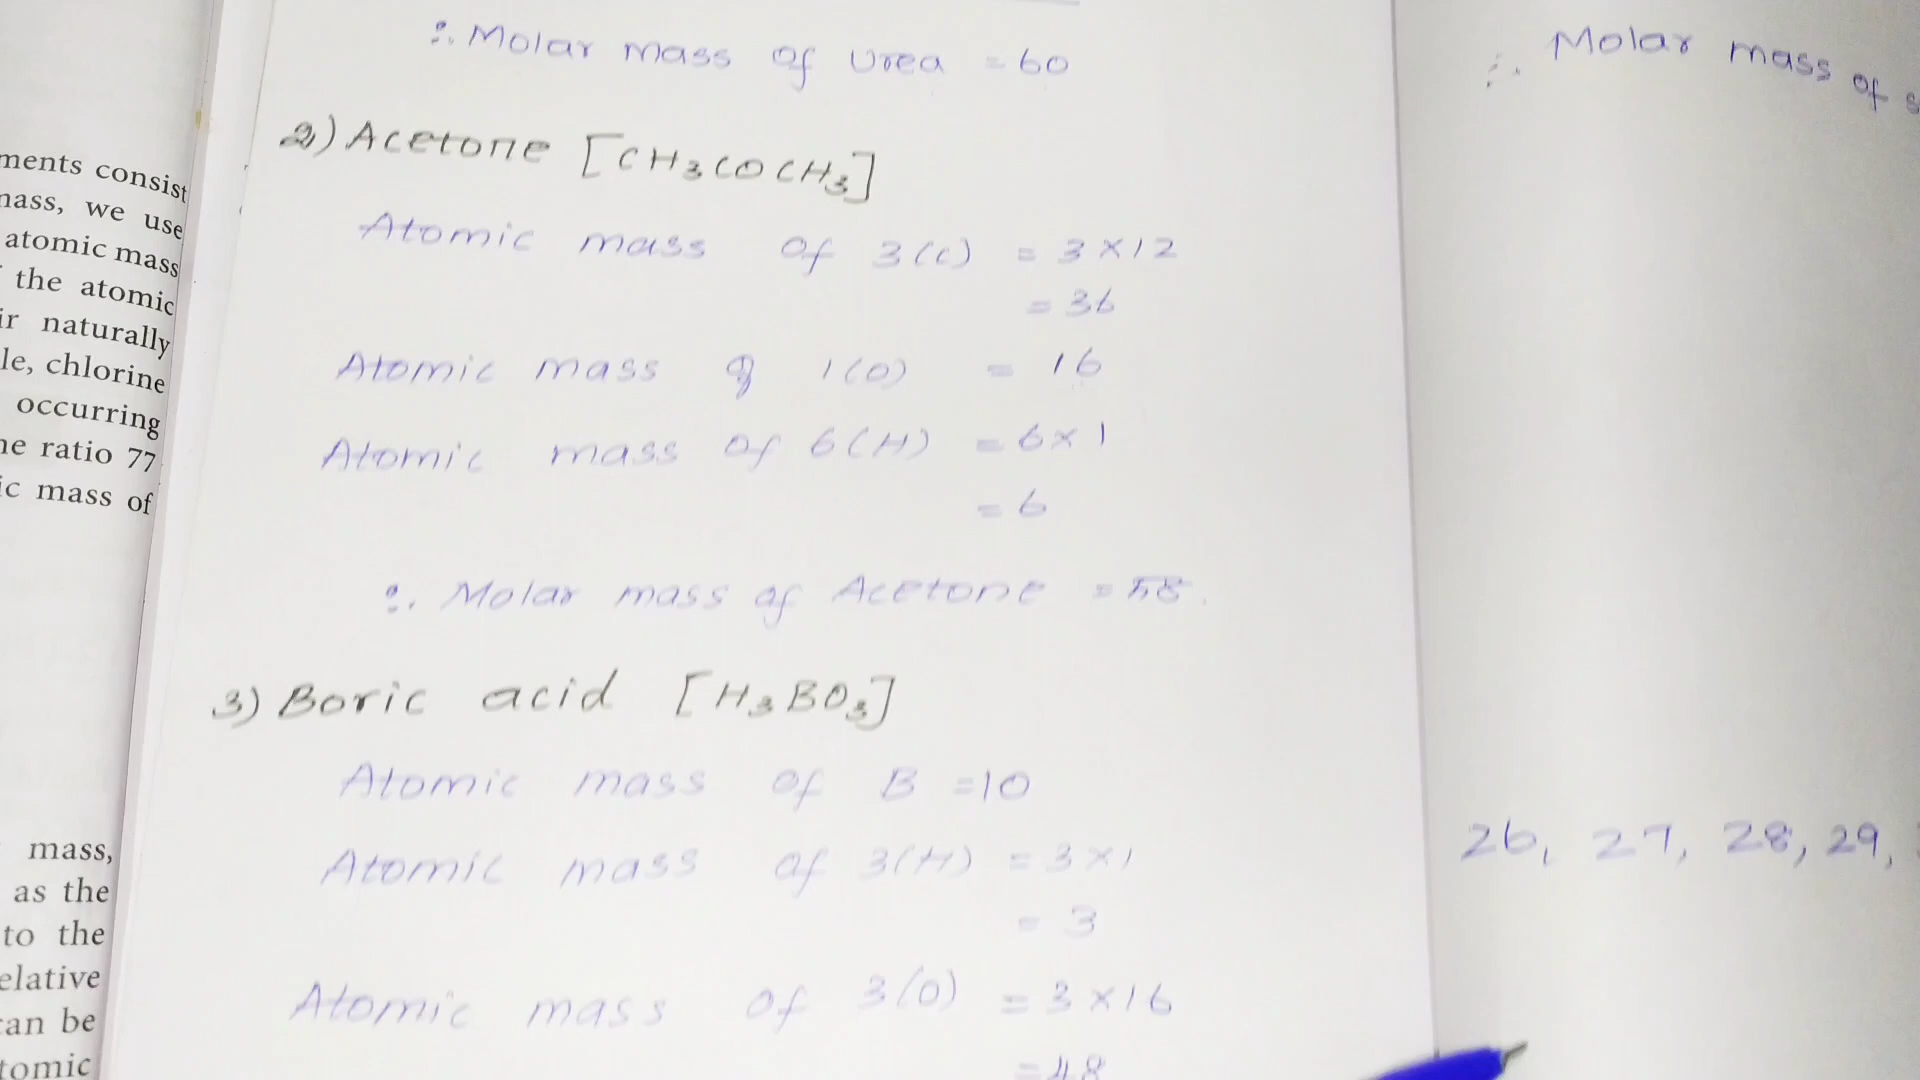 ments consist
mass, we use
atomic mass
the atomic
ir naturally
le, chlorine
occurring
he ratio 77
ic mass of
mass,
as the
to the
elative
can be
tomic
∴ Molar mass of Urea = 60
2) Acetone [CH₃COCH₃]
Atomic mass of 3(C) = 3×12
= 36
Atomic mass of 1(O) = 16
Atomic mass of 6(H) = 6×1
= 6
∴ Molar mass of Acetone = 58.
3) Boric acid [H₃BO₃]
Atomic mass of B = 10
Atomic mass of 3(H) = 3×1
= 3
Atomic mass of 3(O) = 3×16
= 48
∴ Molar mass of s
26, 27, 28, 29,